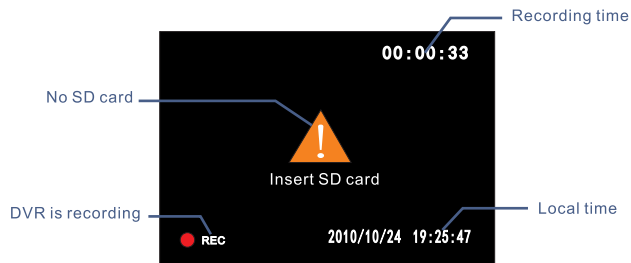 Recording time
00:00:33
No SD card
!
Insert SD card
DVR is recording
REC
2010/10/24 19:25:47
Local time